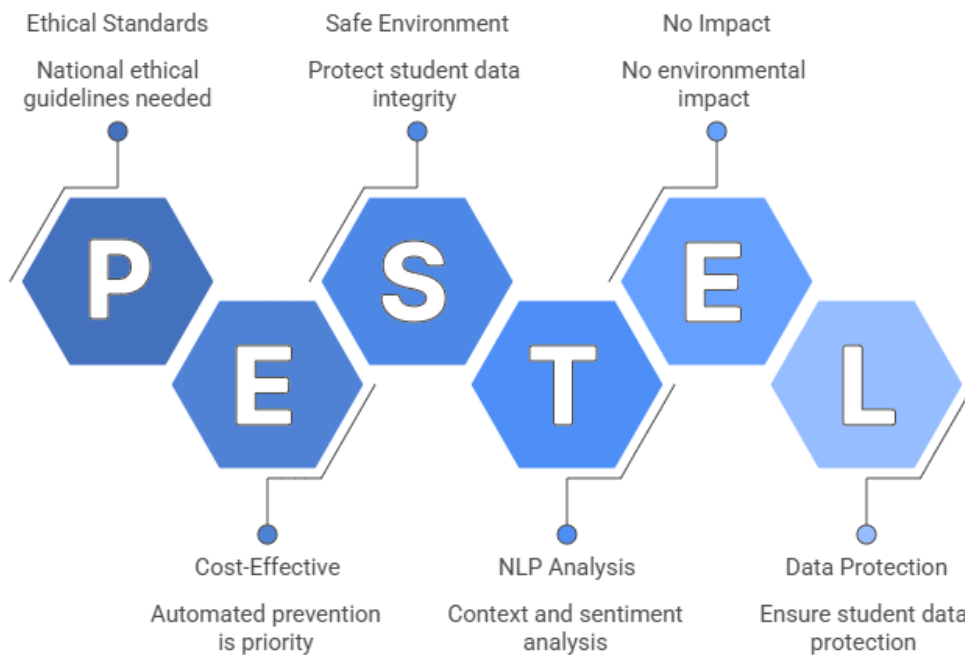 Ethical Standards
National ethical
guidelines needed
Safe Environment
Protect student data
integrity
No Impact
No environmental
impact
P
E
S
T
E
L
Cost-Effective
Automated prevention
is priority
NLP Analysis
Context and sentiment
analysis
Data Protection
Ensure student data
protection